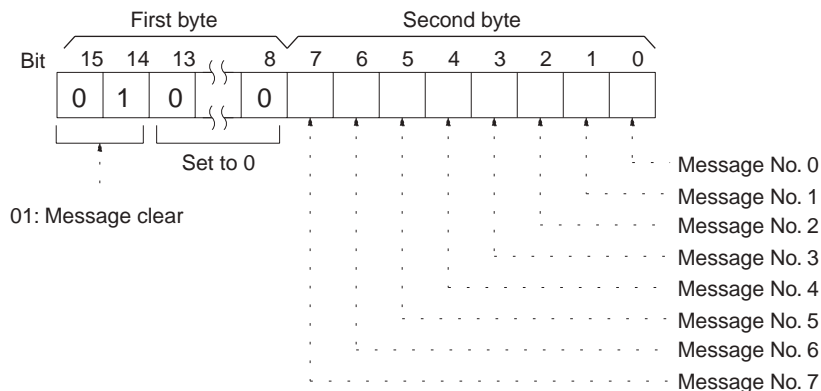 First byte Second byte
Bit 15 14 13 8 7 6 5 4 3 2 1 0
0 1 0 0
Set to 0
01: Message clear
Message No. 0
Message No. 1
Message No. 2
Message No. 3
Message No. 4
Message No. 5
Message No. 6
Message No. 7